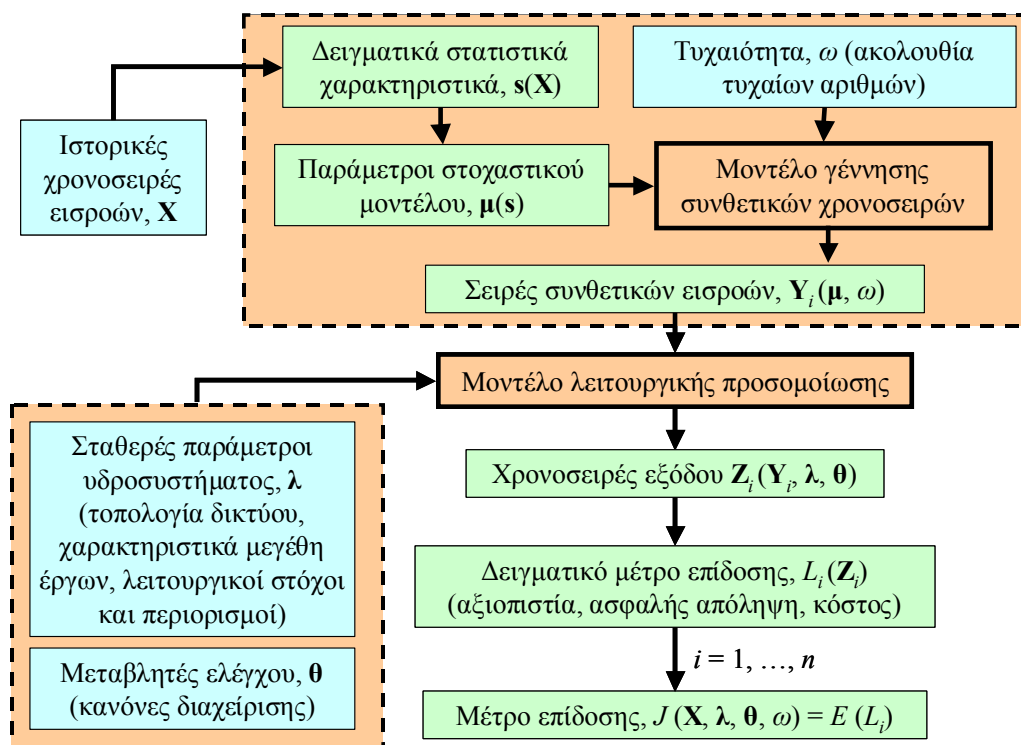 Δειγματικά στατιστικά
χαρακτηριστικά, s(X)
Τυχαιότητα, ω (ακολουθία
τυχαίων αριθμών)
Ιστορικές
χρονοσειρές
εισροών, X
Παράμετροι στοχαστικού
μοντέλου, μ(s)
Μοντέλο γέννησης
συνθετικών χρονοσειρών
Σειρές συνθετικών εισροών, Yi (μ, ω)
Μοντέλο λειτουργικής προσομοίωσης
Σταθερές παράμετροι
υδροσυστήματος, λ
(τοπολογία δικτύου,
χαρακτηριστικά μεγέθη
έργων, λειτουργικοί στόχοι
και περιορισμοί)
Μεταβλητές ελέγχου, θ
(κανόνες διαχείρισης)
Χρονοσειρές εξόδου Zi (Yi, λ, θ)
Δειγματικό μέτρο επίδοσης, Li (Zi)
(αξιοπιστία, ασφαλής απόληψη, κόστος)
i = 1, …, n
Μέτρο επίδοσης, J (X, λ, θ, ω) = E (Li)